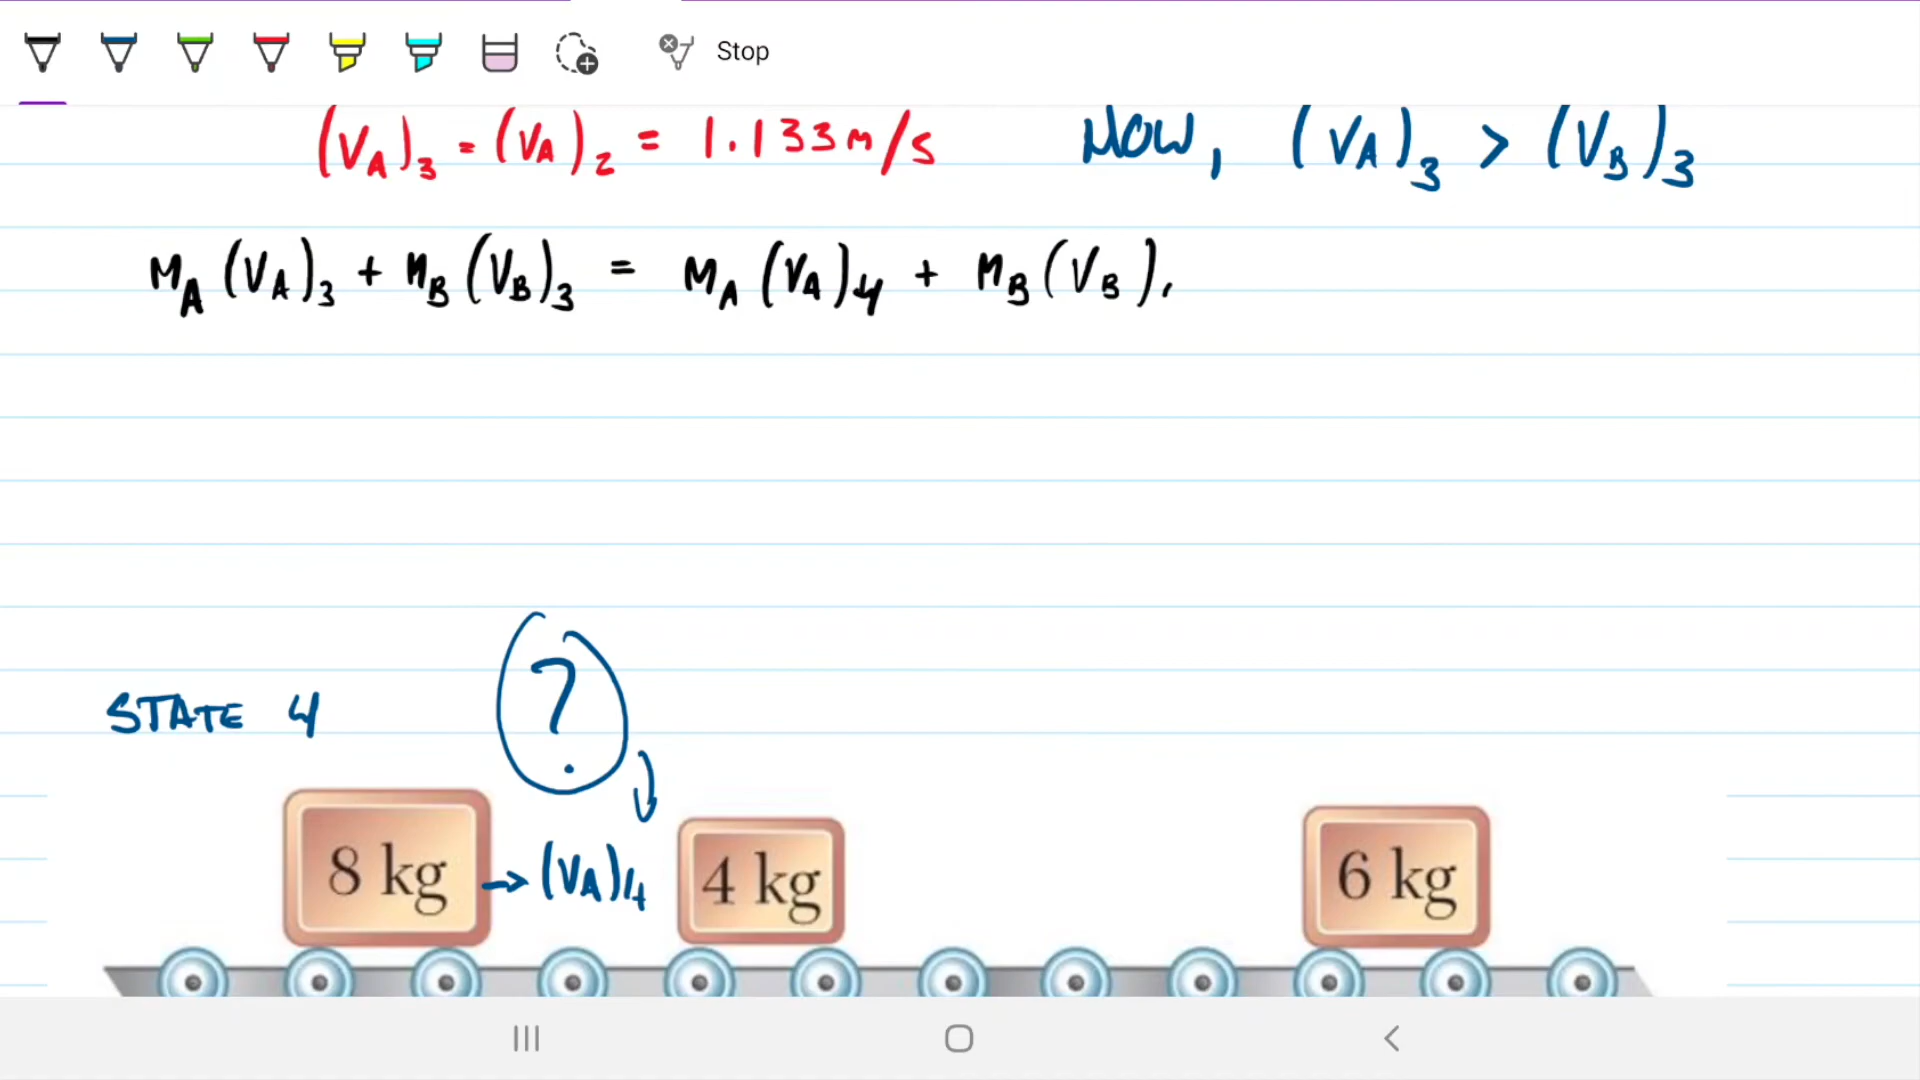 Stop
(VA)3 = (VA)2 = 1.133 m/s NOW, (VA)3 > (VB)3
MA (VA)3 + MB (VB)3 = MA (VA)4 + MB (VB)
?
STATE 4
8 kg → (VA)4 4 kg 6 kg